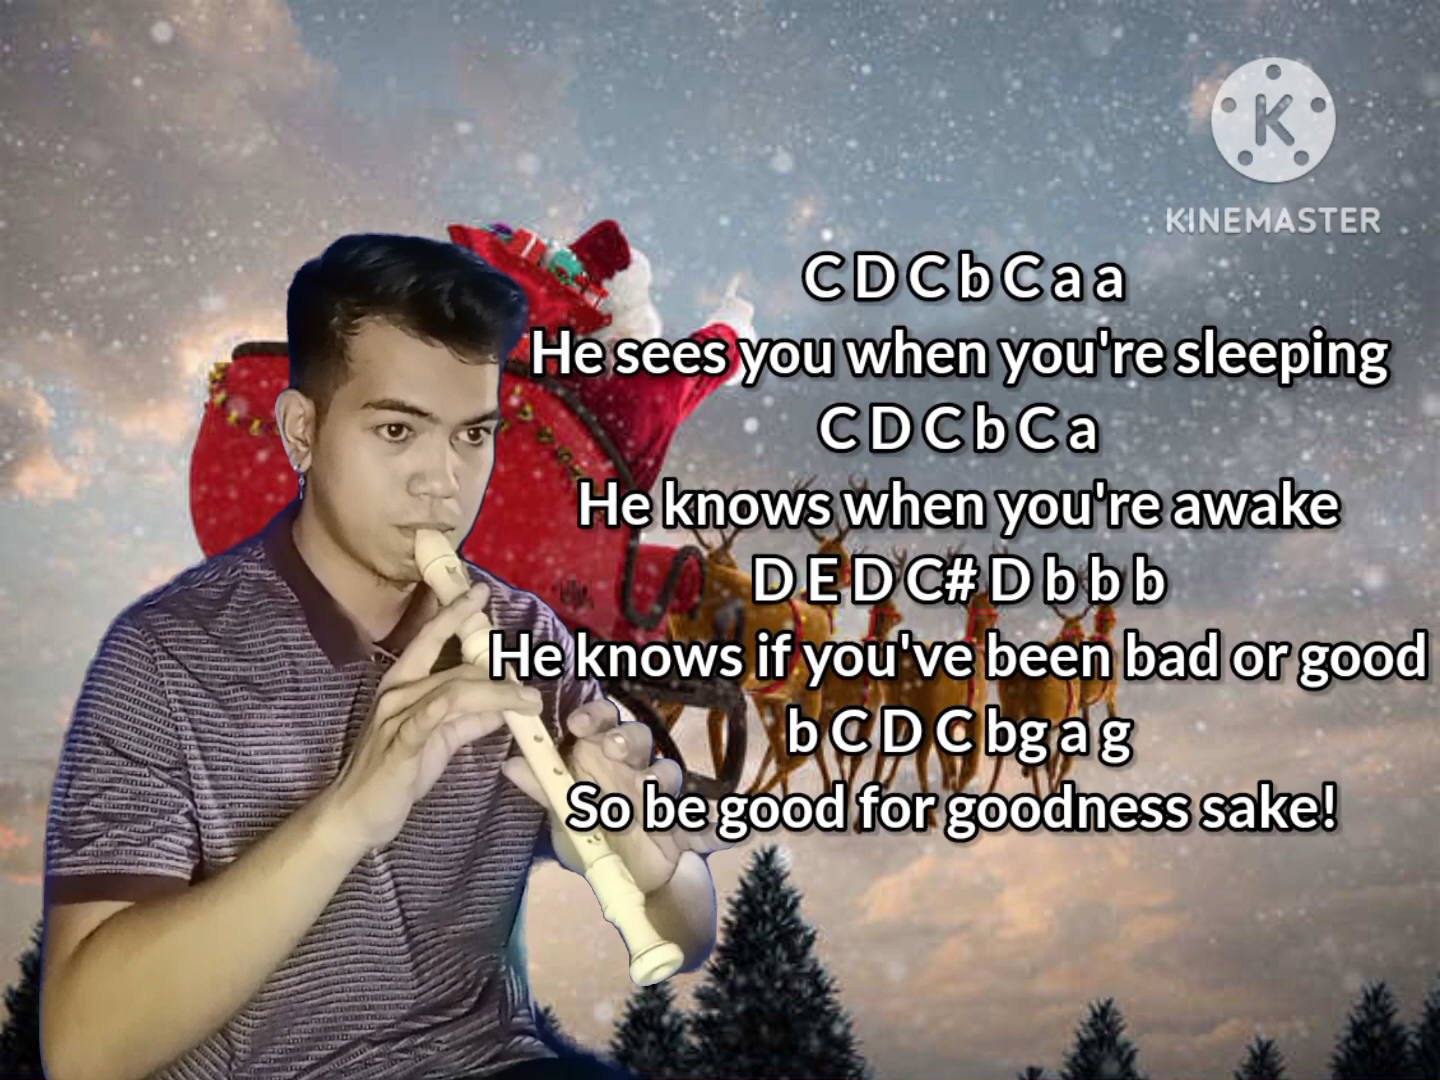 KINEMASTER
C D C b C a a
He sees you when you're sleeping
C D C b C a
He knows when you're awake
D E D C# D b b b
He knows if you've been bad or good
b C D C bg a g
So be good for goodness sake!